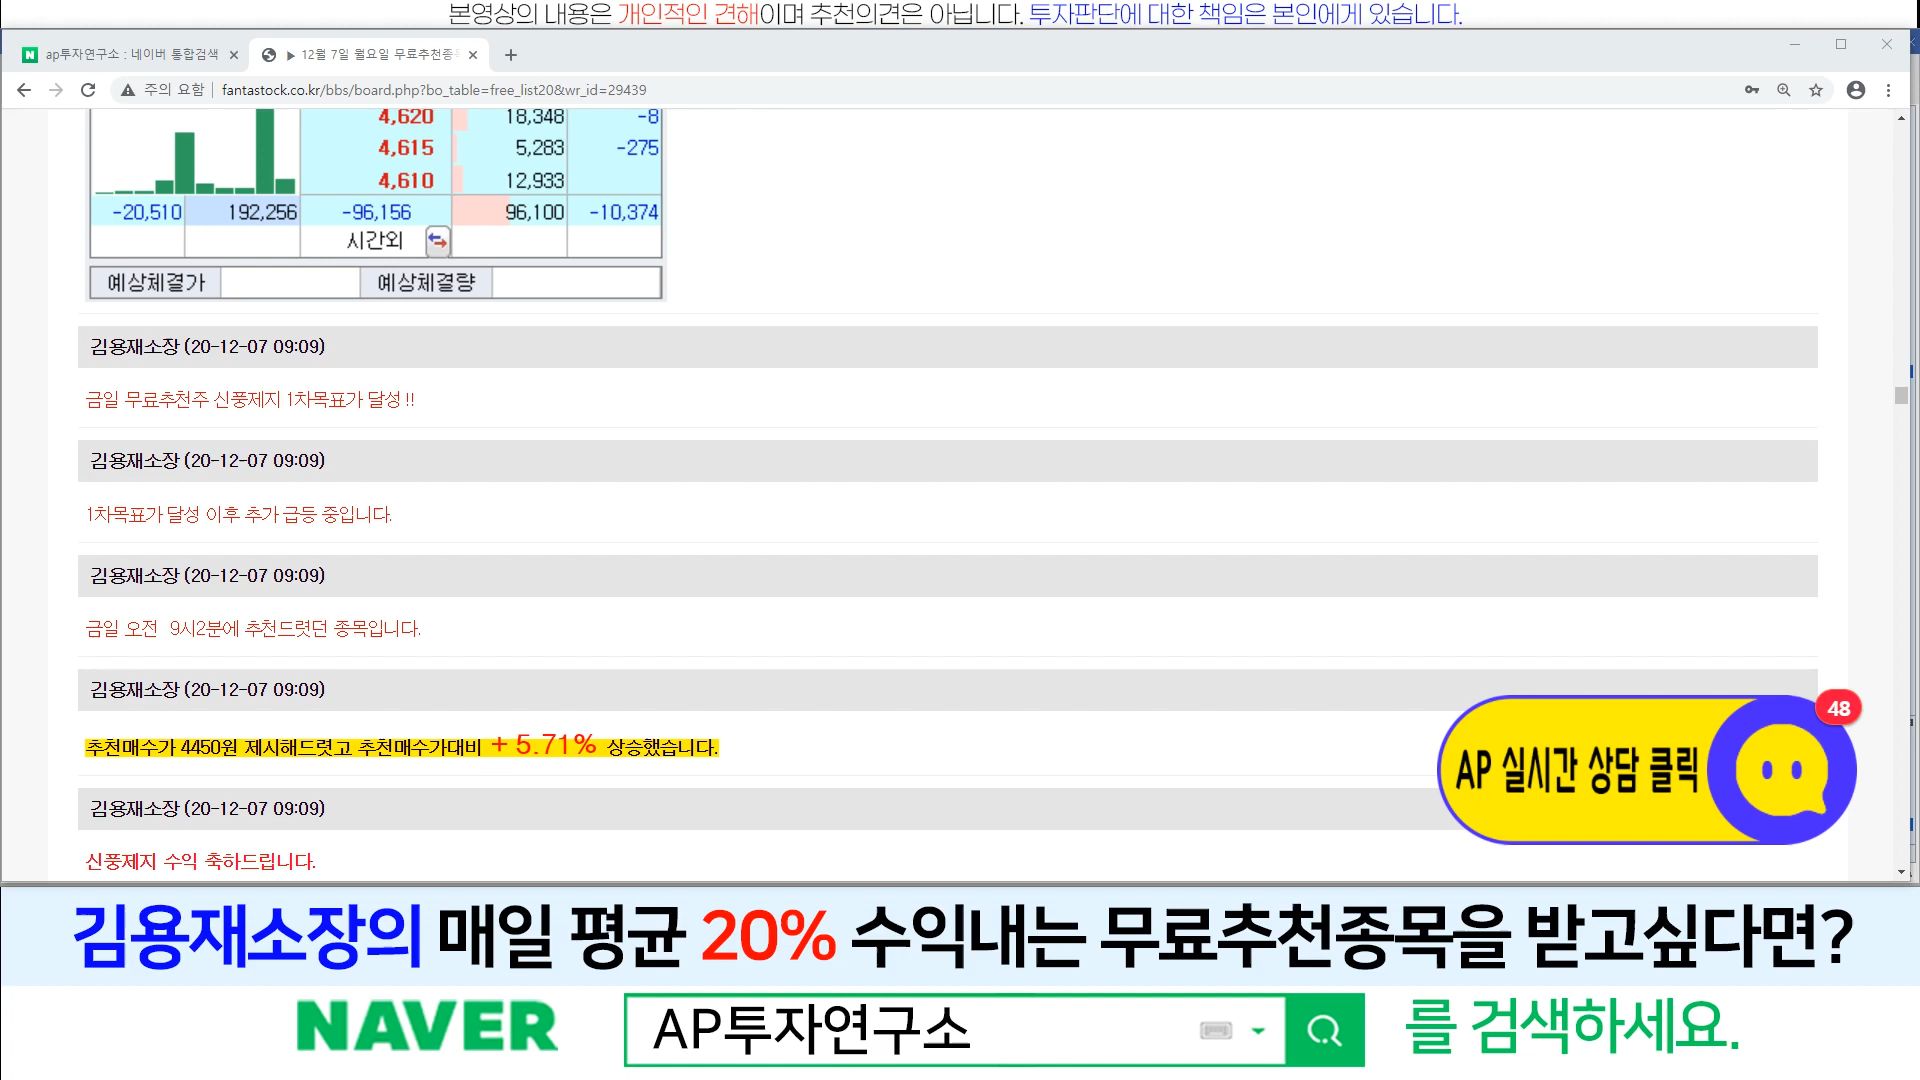 본영상의 내용은 개인적인 견해이며 추천의견은 아닙니다. 투자판단에 대한 책임은 본인에게 있습니다.
ap투자연구소 : 네이버 통합검색
▶ 12월 7일 월요일 무료추천종
주의 요함 | fantastock.co.kr/bbs/board.php?bo_table=free_list20&wr_id=29439
4,620 18,348 -8
4,615 5,283 -275
4,610 12,933
-20,510 192,256 -96,156 96,100 -10,374
시간외
예상체결가 예상체결량
김용재소장 (20-12-07 09:09)
금일 무료추천주 신풍제지 1차목표가 달성 !!
김용재소장 (20-12-07 09:09)
1차목표가 달성 이후 추가 급등 중입니다.
김용재소장 (20-12-07 09:09)
금일 오전 9시2분에 추천드렷던 종목입니다.
김용재소장 (20-12-07 09:09)
추천매수가 4450원 제시해드렷고 추천매수가대비 + 5.71% 상승했습니다.
김용재소장 (20-12-07 09:09)
신풍제지 수익 축하드립니다.
48
AP 실시간 상담 클릭
김용재소장의 매일 평균 20% 수익내는 무료추천종목을 받고싶다면?
NAVER AP투자연구소 를 검색하세요.